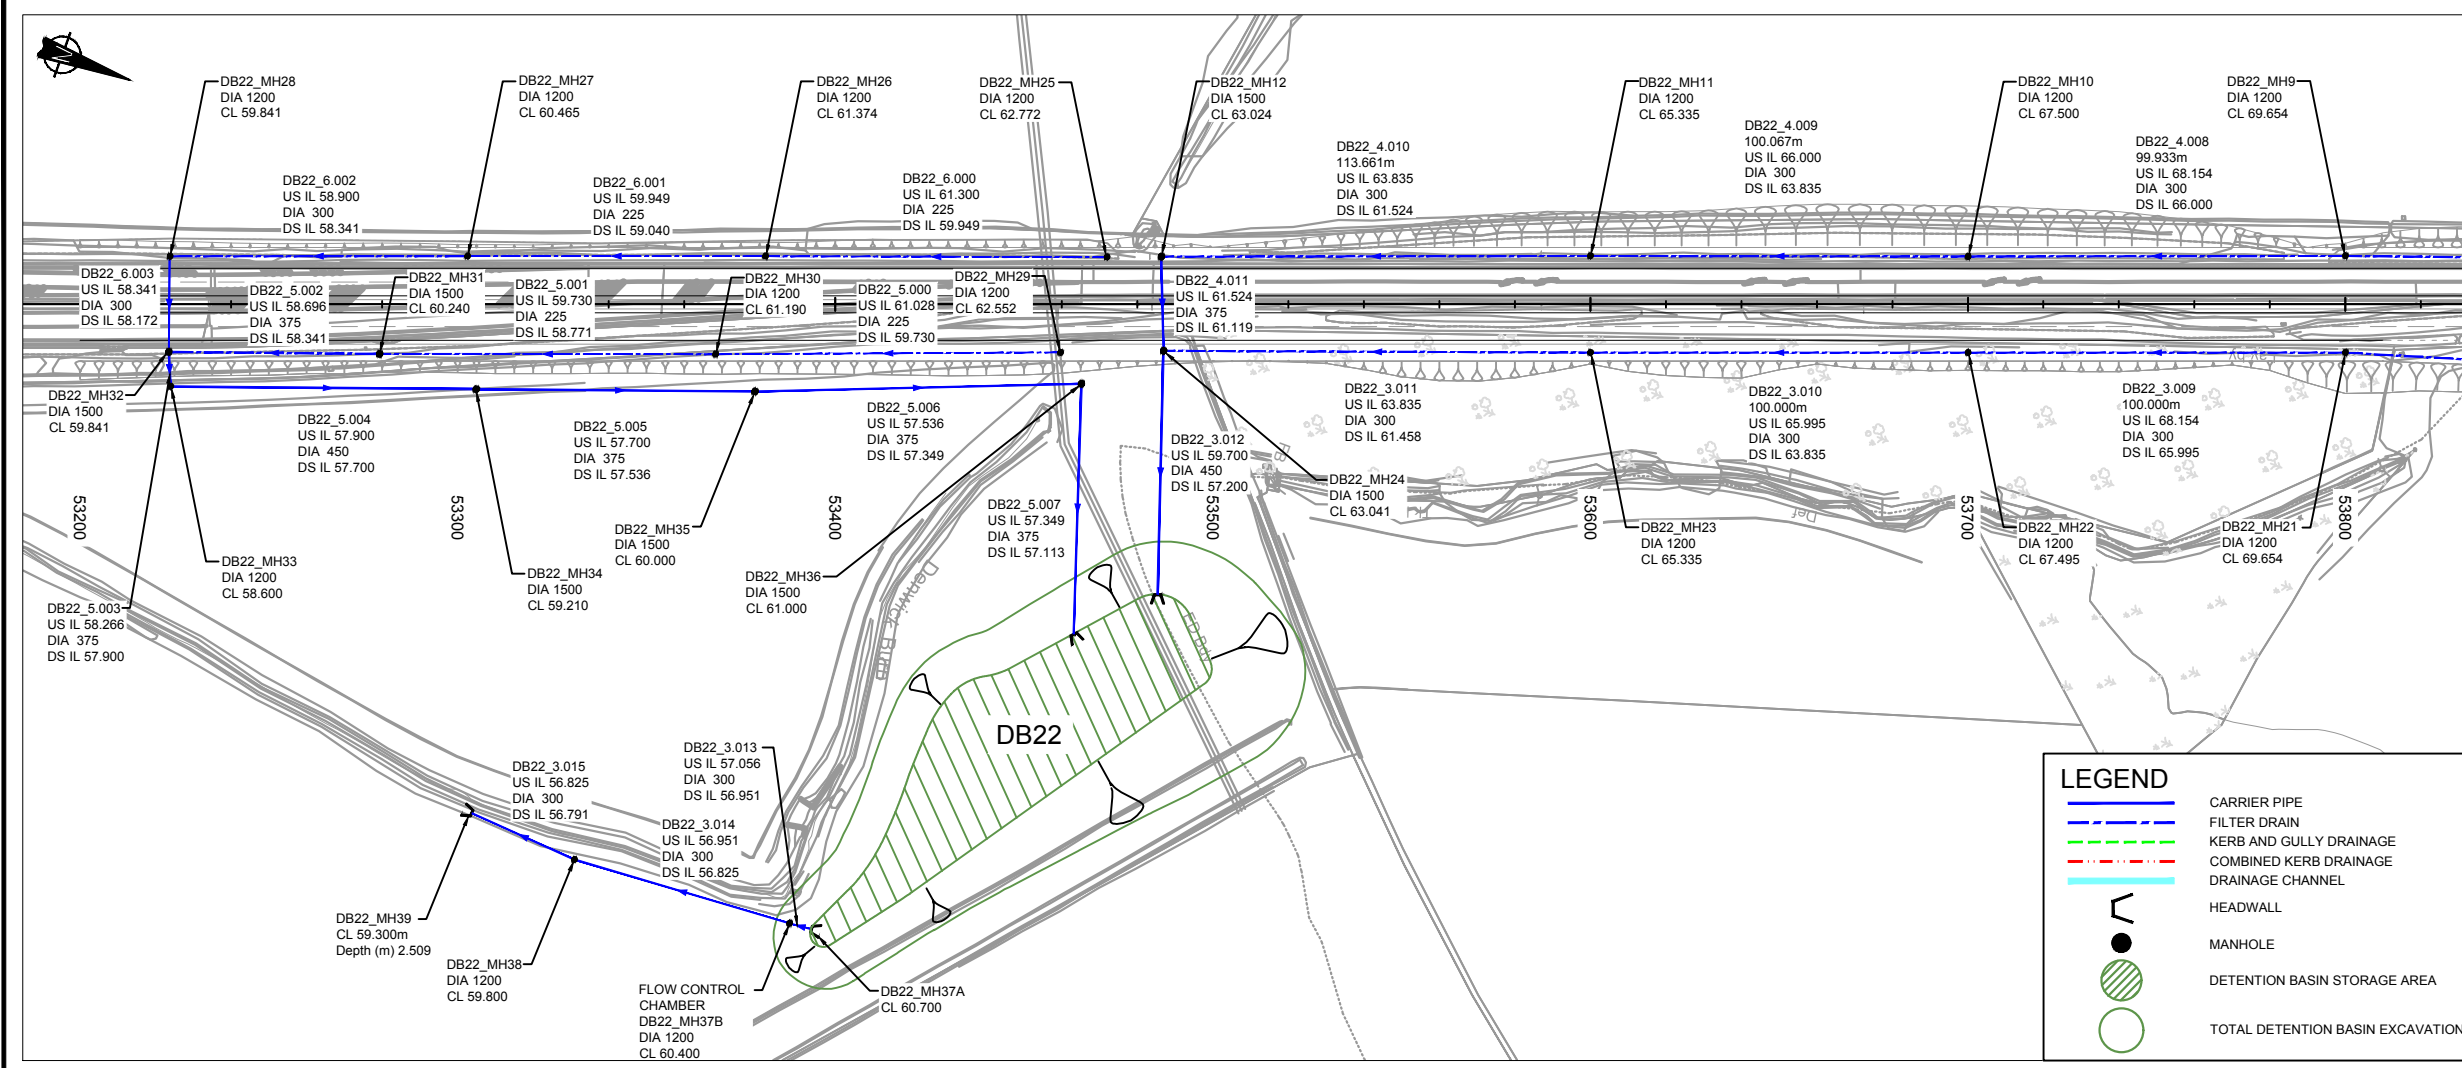 DB22_MH28
DIA 1200
CL 59.841
DB22_MH27
DIA 1200
CL 60.465
DB22_MH26
DIA 1200
CL 61.374
DB22_MH25
DIA 1200
CL 62.772
DB22_MH12
DIA 1500
CL 63.024
DB22_MH11
DIA 1200
CL 65.335
DB22_MH10
DIA 1200
CL 67.500
DB22_MH9
DIA 1200
CL 69.654
DB22_6.002
US IL 58.900
DIA 300
DS IL 58.341
DB22_6.001
US IL 59.949
DIA 225
DS IL 59.040
DB22_6.000
US IL 61.300
DIA 225
DS IL 59.949
DB22_4.010
113.661m
US IL 63.835
DIA 300
DS IL 61.524
DB22_4.009
100.067m
US IL 66.000
DIA 300
DS IL 63.835
DB22_4.008
99.933m
US IL 68.154
DIA 300
DS IL 66.000
DB22_6.003
US IL 58.341
DIA 300
DS IL 58.172
DB22_5.002
US IL 58.696
DIA 375
DS IL 58.341
DB22_MH31
DIA 1500
CL 60.240
DB22_5.001
US IL 59.730
DIA 225
DS IL 58.771
DB22_MH30
DIA 1200
CL 61.190
DB22_5.000
US IL 61.028
DIA 225
DS IL 59.730
DB22_MH29
DIA 1200
CL 62.552
DB22_4.011
US IL 61.524
DIA 375
DS IL 61.119
DB22_MH32
DIA 1500
CL 59.841
DB22_5.004
US IL 57.900
DIA 450
DS IL 57.700
DB22_5.005
US IL 57.700
DIA 375
DS IL 57.536
DB22_5.006
US IL 57.536
DIA 375
DS IL 57.349
DB22_3.012
US IL 59.700
DIA 450
DS IL 57.200
DB22_3.011
US IL 63.835
DIA 300
DS IL 61.458
DB22_3.010
100.000m
US IL 65.995
DIA 300
DS IL 63.835
DB22_3.009
100.000m
US IL 68.154
DIA 300
DS IL 65.995
53200
53300
53400
53500
53600
53700
53800
DB22_5.007
US IL 57.349
DIA 375
DS IL 57.113
DB22_MH24
DIA 1500
CL 63.041
DB22_MH23
DIA 1200
CL 65.335
DB22_MH22
DIA 1200
CL 67.495
DB22_MH21
DIA 1200
CL 69.654
FB
Def
DB22_MH33
DIA 1200
CL 58.600
DB22_MH34
DIA 1500
CL 59.210
DB22_MH35
DIA 1500
CL 60.000
DB22_MH36
DIA 1500
CL 61.000
DB22_5.003
US IL 58.266
DIA 375
DS IL 57.900
Denwick Burn
ED Bdy
DB22
DB22_3.015
US IL 56.825
DIA 300
DS IL 56.791
DB22_3.013
US IL 57.056
DIA 300
DS IL 56.951
DB22_3.014
US IL 56.951
DIA 300
DS IL 56.825
DB22_MH39
CL 59.300m
Depth (m) 2.509
DB22_MH38
DIA 1200
CL 59.800
FLOW CONTROL
CHAMBER
DB22_MH37B
DIA 1200
CL 60.400
DB22_MH37A
CL 60.700
LEGEND
CARRIER PIPE
FILTER DRAIN
KERB AND GULLY DRAINAGE
COMBINED KERB DRAINAGE
DRAINAGE CHANNEL
HEADWALL
MANHOLE
DETENTION BASIN STORAGE AREA
TOTAL DETENTION BASIN EXCAVATION